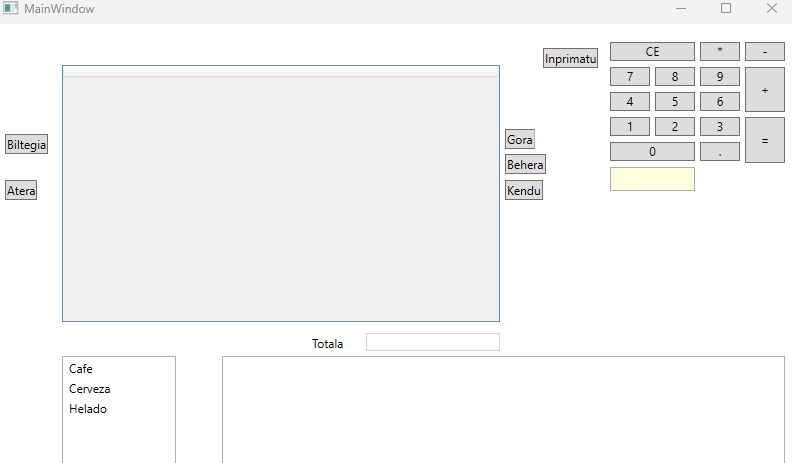 MainWindow
Inprimatu
CE * -
7 8 9 +
4 5 6
1 2 3 =
0 .
Biltegia
Atera
Gora
Behera
Kendu
Totala
Cafe
Cerveza
Helado